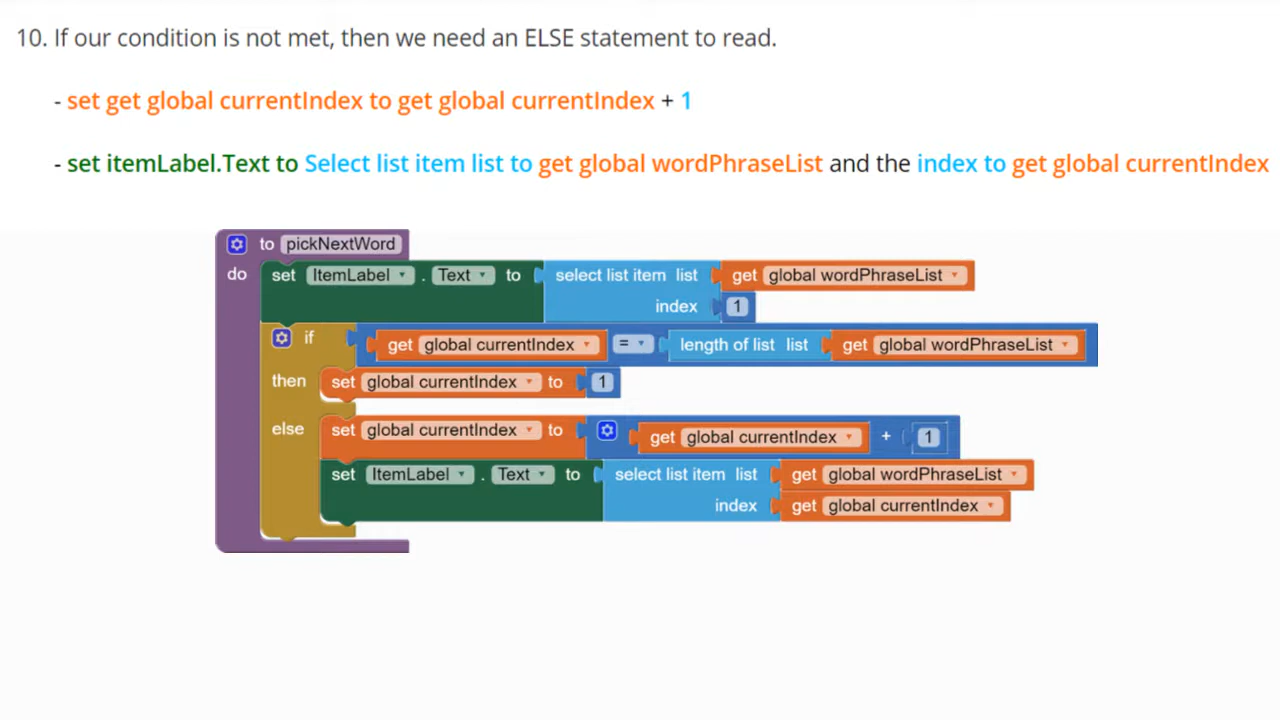 10. If our condition is not met, then we need an ELSE statement to read.
- set get global currentIndex to get global currentIndex + 1
- set itemLabel.Text to Select list item list to get global wordPhraseList and the index to get global currentIndex
to pickNextWord
do set ItemLabel . Text to select list item list get global wordPhraseList
index 1
if get global currentIndex = length of list list get global wordPhraseList
then set global currentIndex to 1
else set global currentIndex to get global currentIndex + 1
set ItemLabel . Text to select list item list get global wordPhraseList
index get global currentIndex